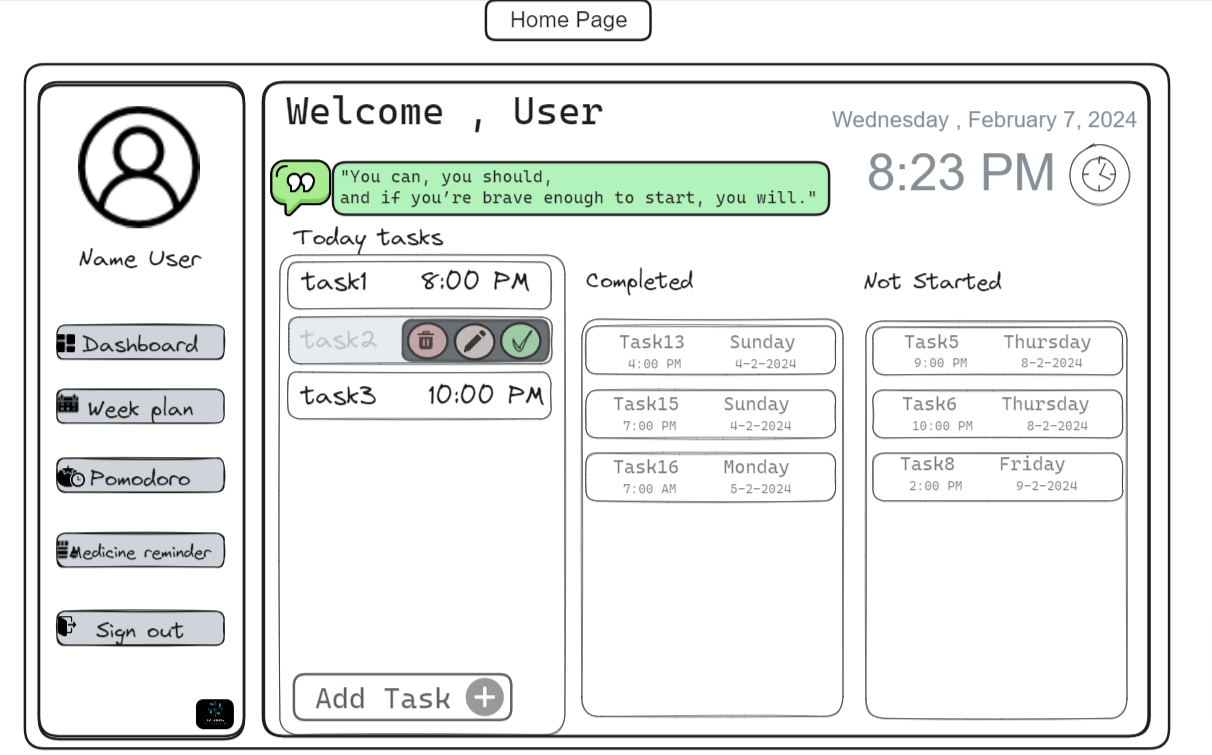 Home Page
Welcome , User
Wednesday , February 7, 2024
8:23 PM
"You can, you should,
and if you're brave enough to start, you will."
Name User
Dashboard
Week plan
Pomodoro
Medicine reminder
Sign out
Today tasks
task1 8:00 PM
task2
task3 10:00 PM
Add Task
Completed
Task13 Sunday
4:00 PM 4-2-2024
Task15 Sunday
7:00 PM 4-2-2024
Task16 Monday
7:00 AM 5-2-2024
Not Started
Task5 Thursday
9:00 PM 8-2-2024
Task6 Thursday
10:00 PM 8-2-2024
Task8 Friday
2:00 PM 9-2-2024